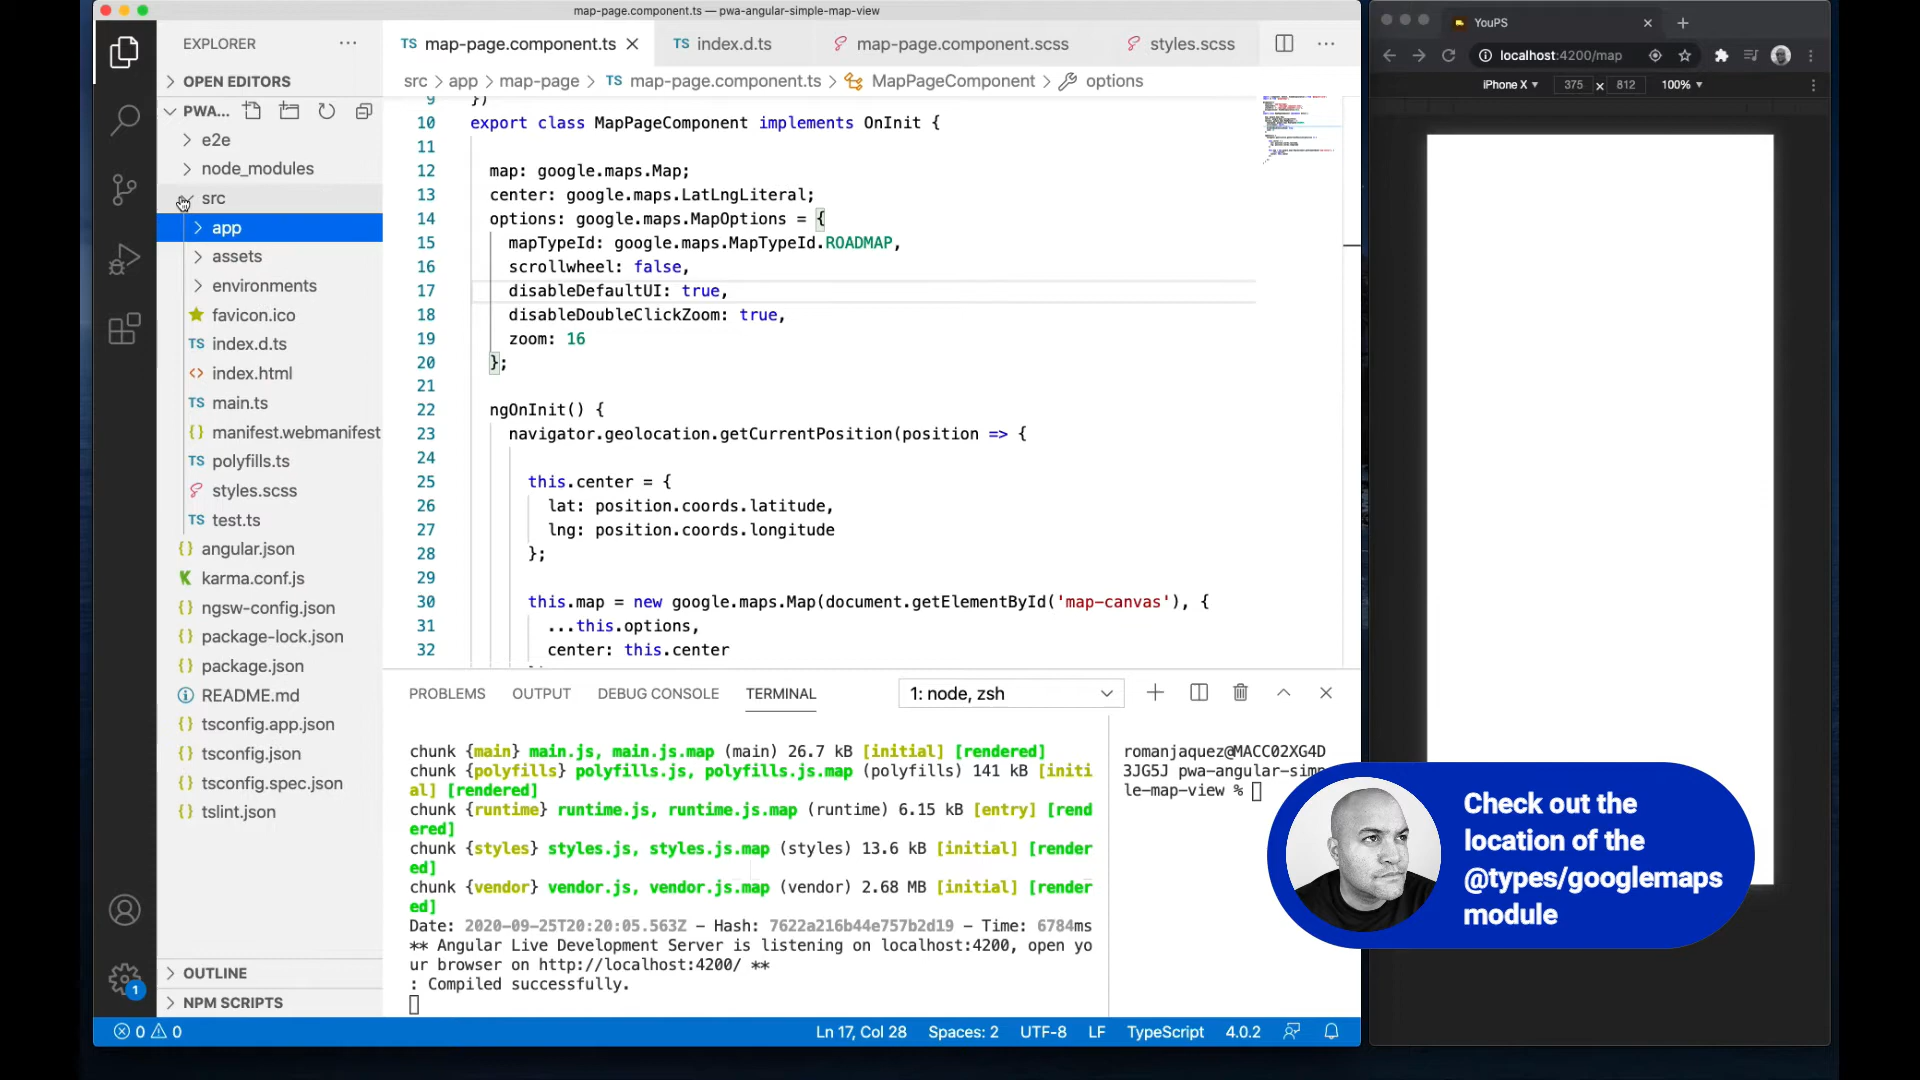 map-page.component.ts — pwa-angular-simple-map-view
EXPLORER
OPEN EDITORS
PWA...
e2e
node_modules
src
app
assets
environments
favicon.ico
TS index.d.ts
<> index.html
TS main.ts
{} manifest.webmanifest
TS polyfills.ts
styles.scss
TS test.ts
{} angular.json
K karma.conf.js
{} ngsw-config.json
{} package-lock.json
{} package.json
README.md
{} tsconfig.app.json
{} tsconfig.json
{} tsconfig.spec.json
{} tslint.json
OUTLINE
NPM SCRIPTS
1
TS map-page.component.ts
TS index.d.ts
map-page.component.scss
styles.scss
src > app > map-page > TS map-page.component.ts > MapPageComponent > options
9 })
10 export class MapPageComponent implements OnInit {
11
12 map: google.maps.Map;
13 center: google.maps.LatLngLiteral;
14 options: google.maps.MapOptions = {
15 mapTypeId: google.maps.MapTypeId.ROADMAP,
16 scrollwheel: false,
17 disableDefaultUI: true,
18 disableDoubleClickZoom: true,
19 zoom: 16
20 };
21
22 ngOnInit() {
23 navigator.geolocation.getCurrentPosition(position => {
24
25 this.center = {
26 lat: position.coords.latitude,
27 lng: position.coords.longitude
28 };
29
30 this.map = new google.maps.Map(document.getElementById('map-canvas'), {
31 ...this.options,
32 center: this.center
PROBLEMS OUTPUT DEBUG CONSOLE TERMINAL
1: node, zsh
chunk {main} main.js, main.js.map (main) 26.7 kB [initial] [rendered]
chunk {polyfills} polyfills.js, polyfills.js.map (polyfills) 141 kB [initi
al] [rendered]
chunk {runtime} runtime.js, runtime.js.map (runtime) 6.15 kB [entry] [rend
ered]
chunk {styles} styles.js, styles.js.map (styles) 13.6 kB [initial] [render
ed]
chunk {vendor} vendor.js, vendor.js.map (vendor) 2.68 MB [initial] [render
ed]
Date: 2020-09-25T20:20:05.563Z – Hash: 7622a216b44e757b2d19 – Time: 6784ms
** Angular Live Development Server is listening on localhost:4200, open yo
ur browser on http://localhost:4200/ **
: Compiled successfully.
romanjaquez@MACC02XG4D
3JG5J pwa-angular-simp
le-map-view %
0 0
Ln 17, Col 28
Spaces: 2
UTF-8
LF
TypeScript
4.0.2
YouPS
localhost:4200/map
iPhone X
375 x 812
100%
Check out the
location of the
@types/googlemaps
module